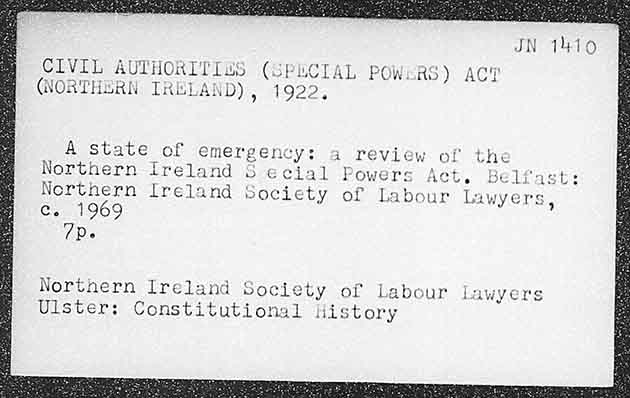 JN 1410
CIVIL AUTHORITIES (SPECIAL POWERS) ACT
(NORTHERN IRELAND), 1922.
A state of emergency: a review of the
Northern Ireland S ecial Powers Act. Belfast:
Northern Ireland Society of Labour Lawyers,
c. 1969
7p.
Northern Ireland Society of Labour Lawyers
Ulster: Constitutional History